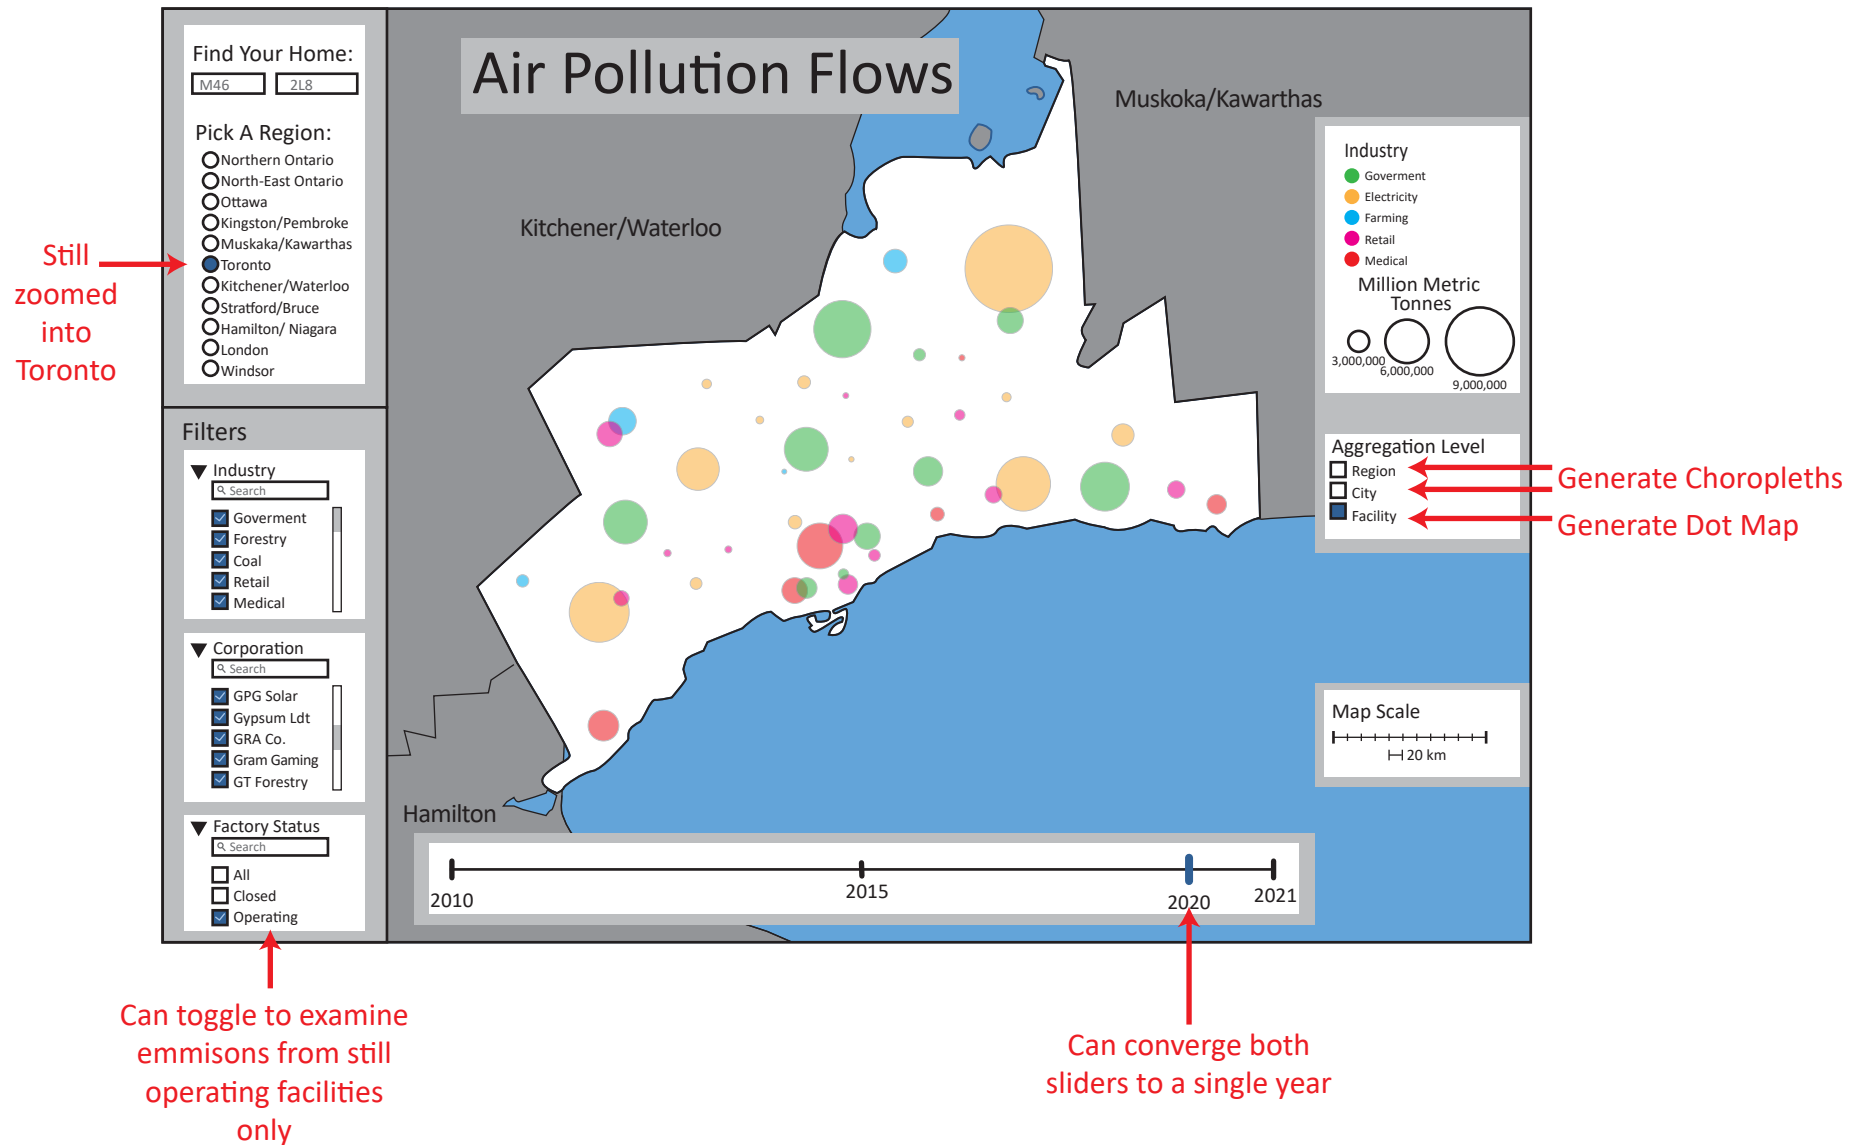 Find Your Home:
M46
2L8
Pick A Region:
Northern Ontario
North-East Ontario
Ottawa
Kingston/Pembroke
Muskaka/Kawarthas
Toronto
Kitchener/Waterloo
Stratford/Bruce
Hamilton/ Niagara
London
Windsor
Still
zoomed
into
Toronto
Filters
Industry
Search
Goverment
Forestry
Coal
Retail
Medical
Corporation
Search
GPG Solar
Gypsum Ldt
GRA Co.
Gram Gaming
GT Forestry
Factory Status
Search
All
Closed
Operating
Can toggle to examine
emmisons from still
operating facilities
only
Air Pollution Flows
Muskoka/Kawarthas
Kitchener/Waterloo
Hamilton
Industry
Goverment
Electricity
Farming
Retail
Medical
Million Metric
Tonnes
3,000,000
6,000,000
9,000,000
Aggregation Level
Region
City
Facility
Generate Choropleths
Generate Dot Map
Map Scale
20 km
2010
2015
2020
2021
Can converge both
sliders to a single year